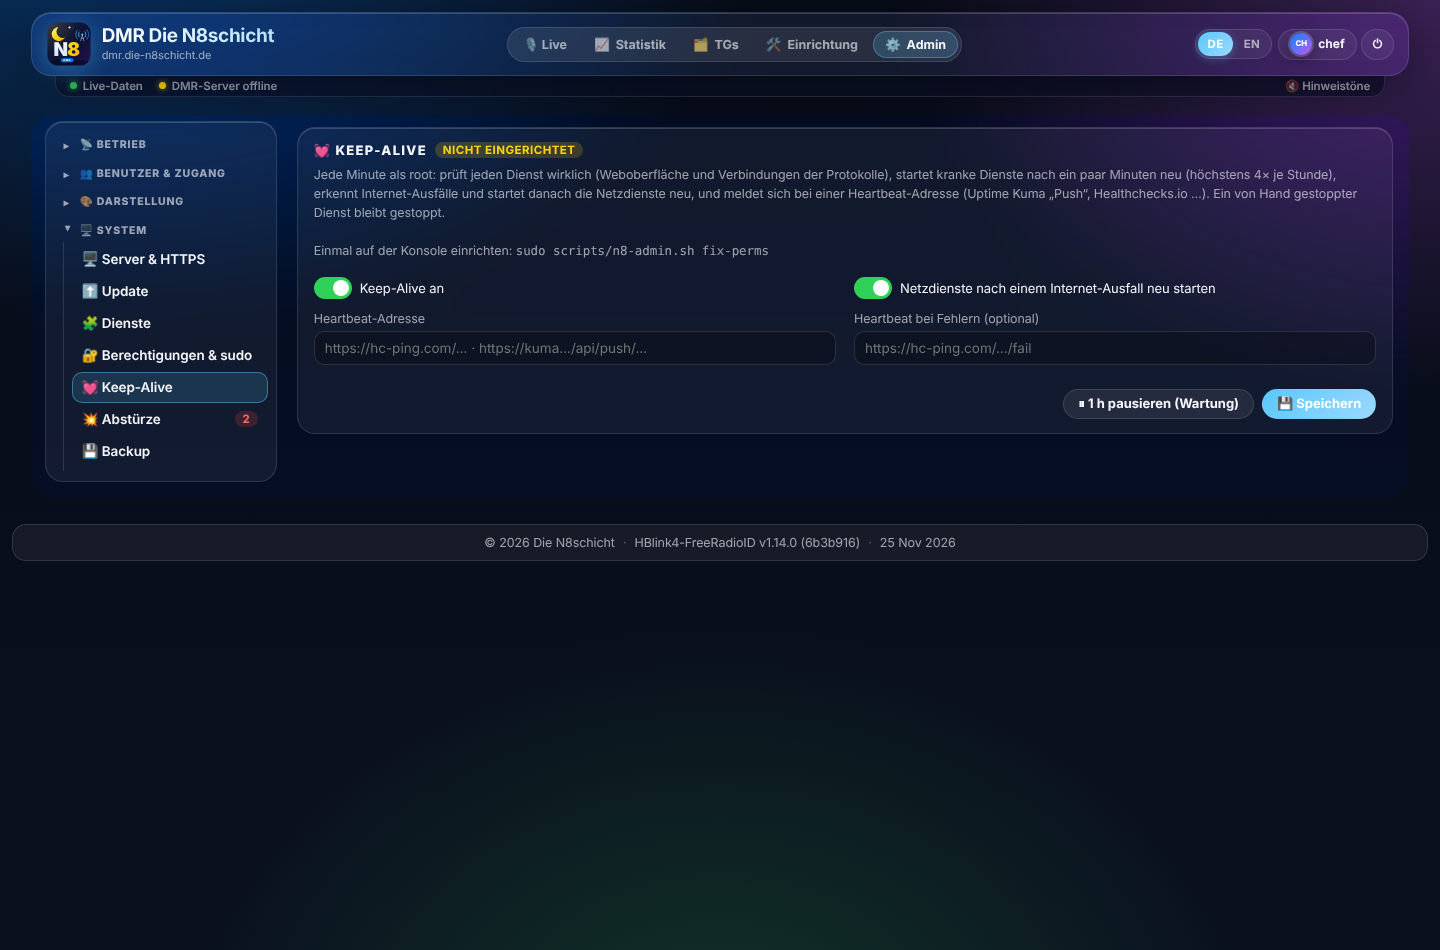 N8
DMR Die N8schicht
dmr.die-n8schicht.de
Live
Statistik
TGs
Einrichtung
Admin
DE
EN
CH
chef
Live-Daten
DMR-Server offline
Hinweistöne
BETRIEB
BENUTZER & ZUGANG
DARSTELLUNG
SYSTEM
Server & HTTPS
Update
Dienste
Berechtigungen & sudo
Keep-Alive
Abstürze
2
Backup
KEEP-ALIVE NICHT EINGERICHTET
Jede Minute als root: prüft jeden Dienst wirklich (Weboberfläche und Verbindungen der Protokolle), startet kranke Dienste nach ein paar Minuten neu (höchstens 4× je Stunde),
erkennt Internet-Ausfälle und startet danach die Netzdienste neu, und meldet sich bei einer Heartbeat-Adresse (Uptime Kuma „Push“, Healthchecks.io …). Ein von Hand gestoppter
Dienst bleibt gestoppt.
Einmal auf der Konsole einrichten: sudo scripts/n8-admin.sh fix-perms
Keep-Alive an
Netzdienste nach einem Internet-Ausfall neu starten
Heartbeat-Adresse
Heartbeat bei Fehlern (optional)
https://hc-ping.com/… · https://kuma…/api/push/…
https://hc-ping.com/…/fail
1 h pausieren (Wartung)
Speichern
© 2026 Die N8schicht · HBlink4-FreeRadioID v1.14.0 (6b3b916) · 25 Nov 2026